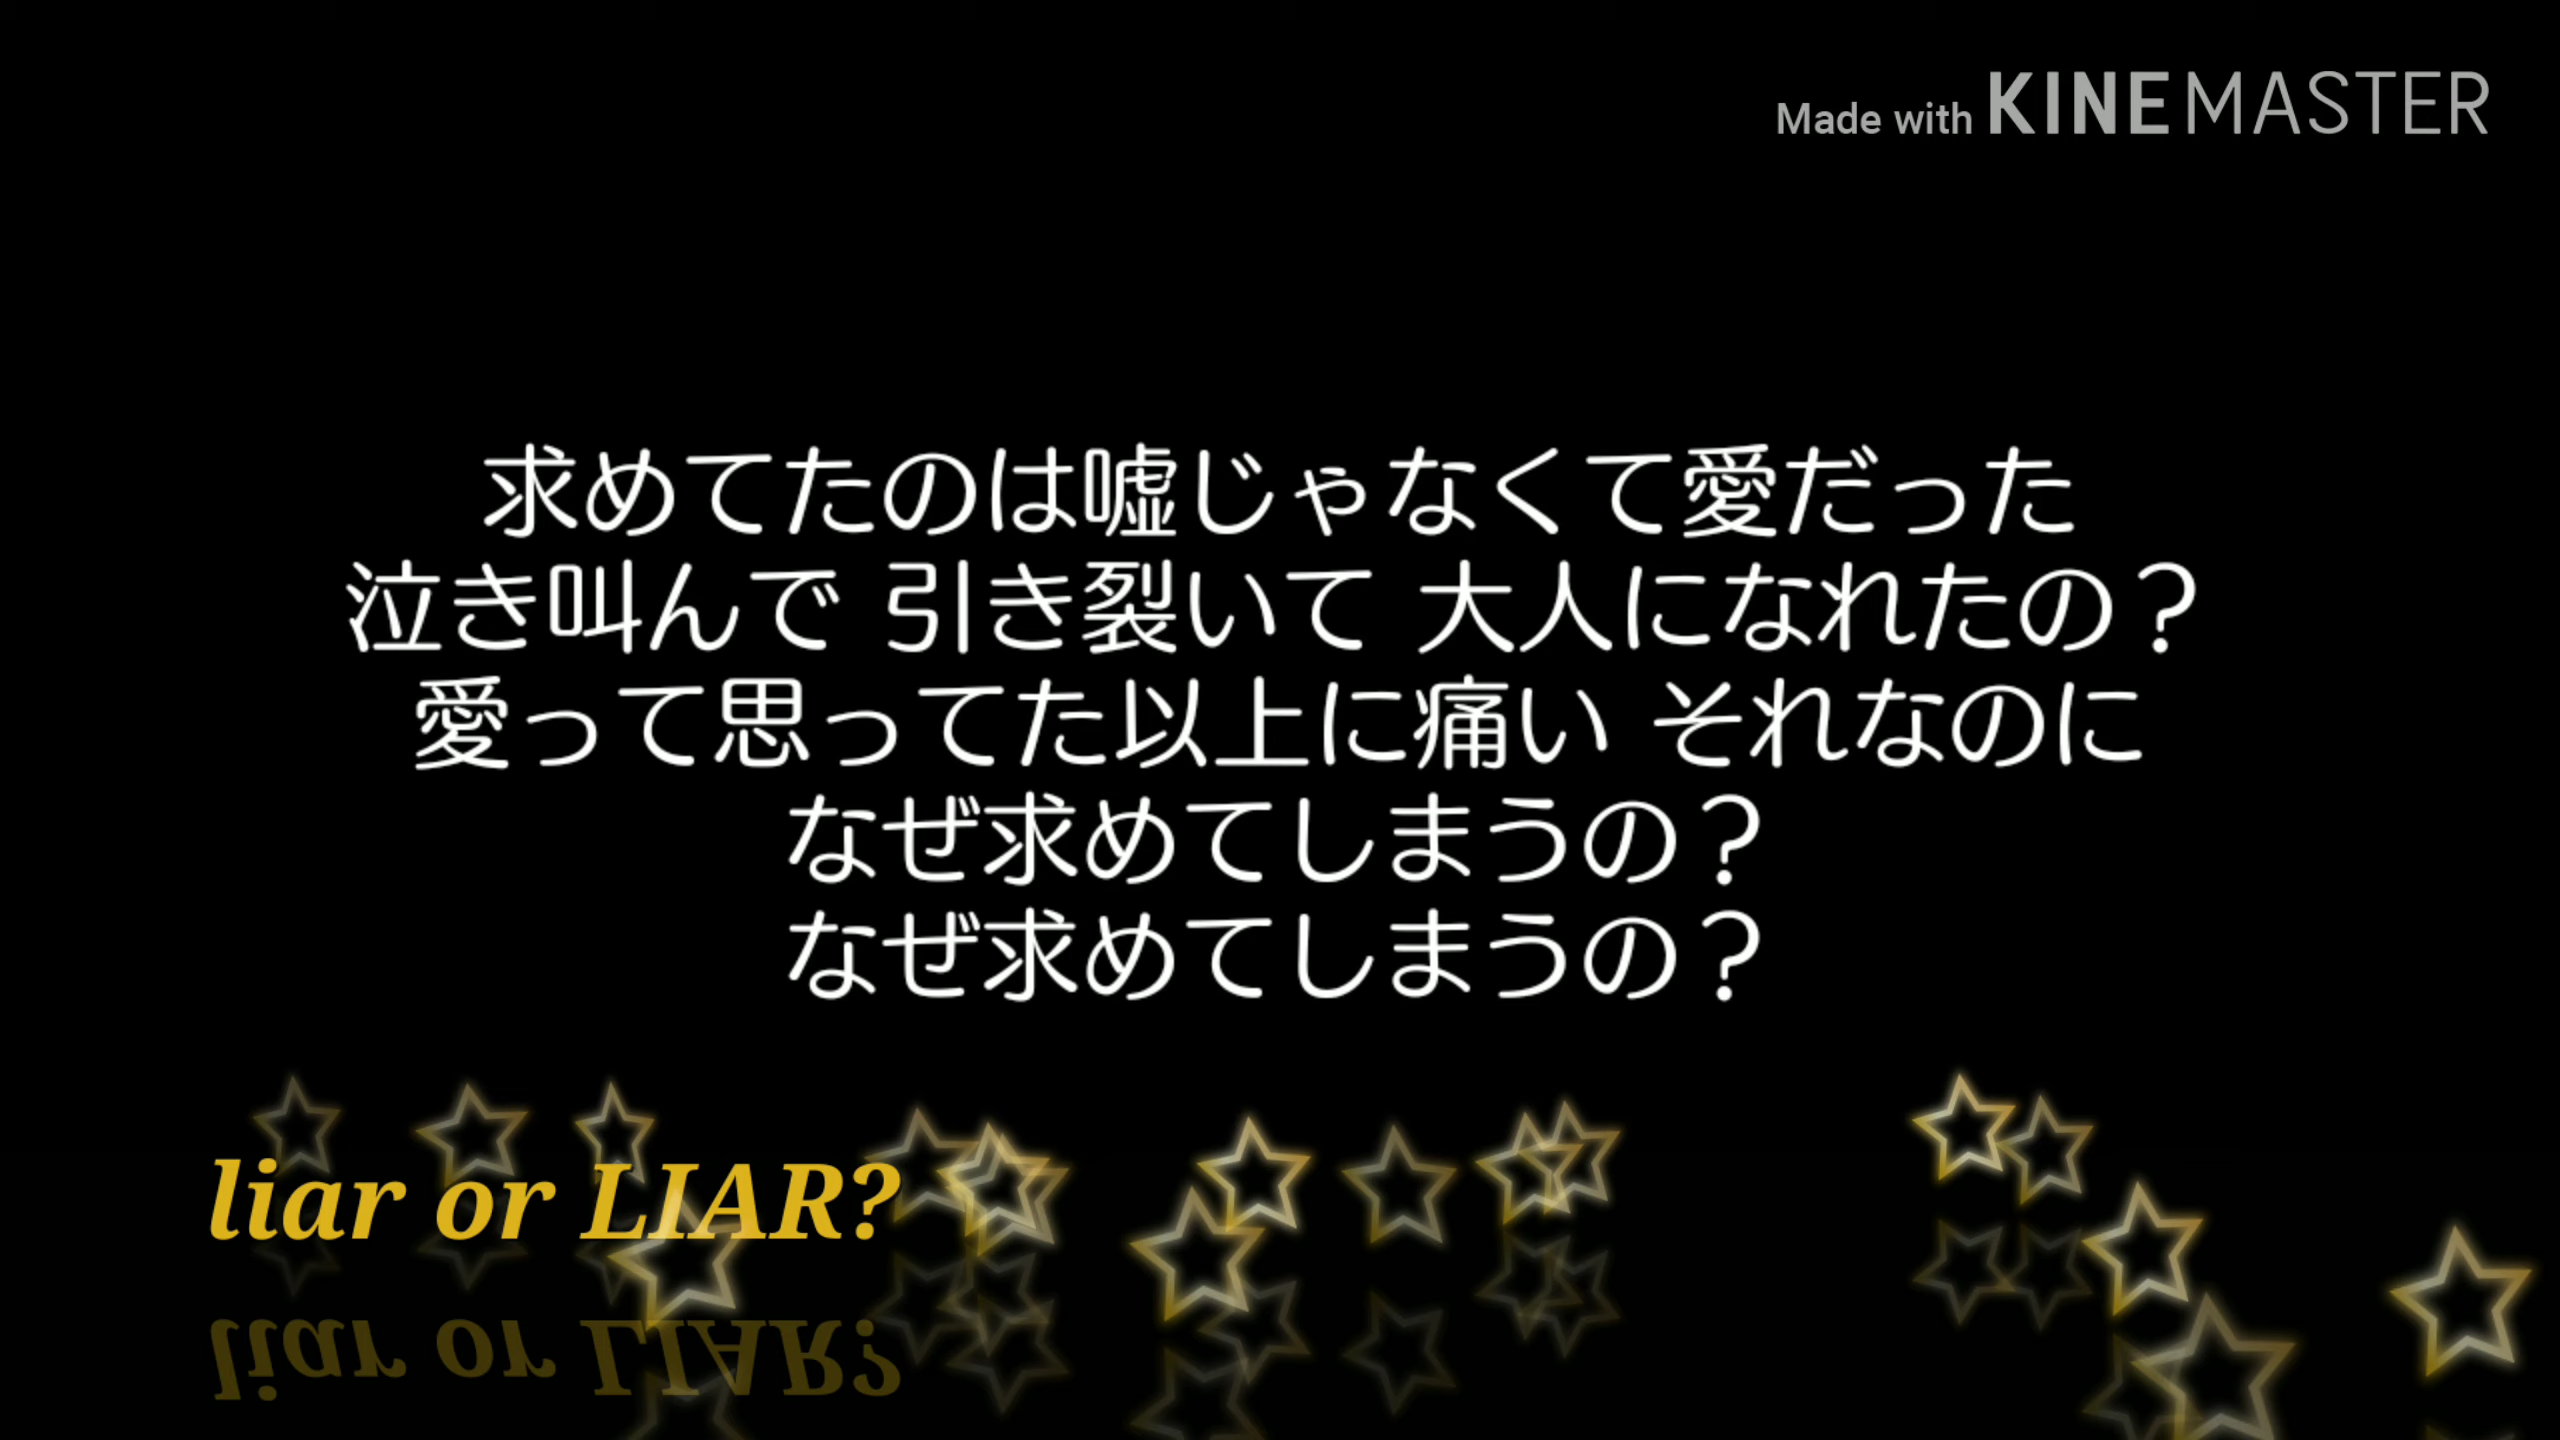 Made with KINEMASTER
求めてたのは嘘じゃなくて愛だった
泣き叫んで 引き裂いて 大人になれたの？
愛って思ってた以上に痛い それなのに
なぜ求めてしまうの？
なぜ求めてしまうの？
liar or LIAR?